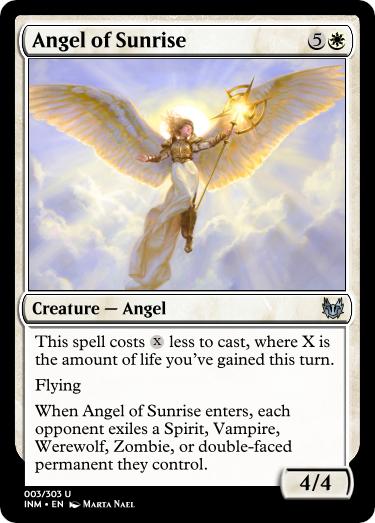 Angel of Sunrise 5
Creature — Angel
This spell costs X less to cast, where X is
the amount of life you've gained this turn.
Flying
When Angel of Sunrise enters, each
opponent exiles a Spirit, Vampire,
Werewolf, Zombie, or double-faced
permanent they control.
4/4
003/303 U
INM • EN Marta Nael